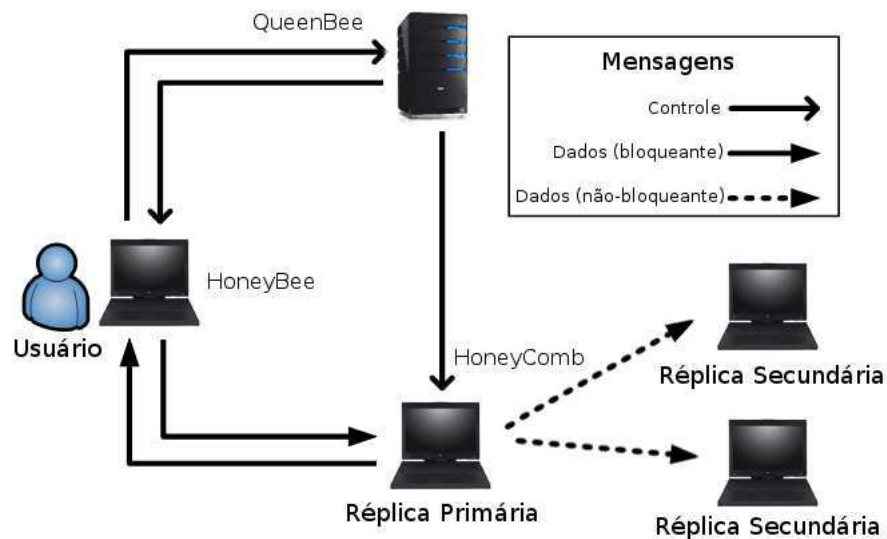 QueenBee
Mensagens
Controle
Dados (bloqueante)
Dados (não-bloqueante)
HoneyBee
Usuário
HoneyComb
Réplica Secundária
Réplica Primária
Réplica Secundária